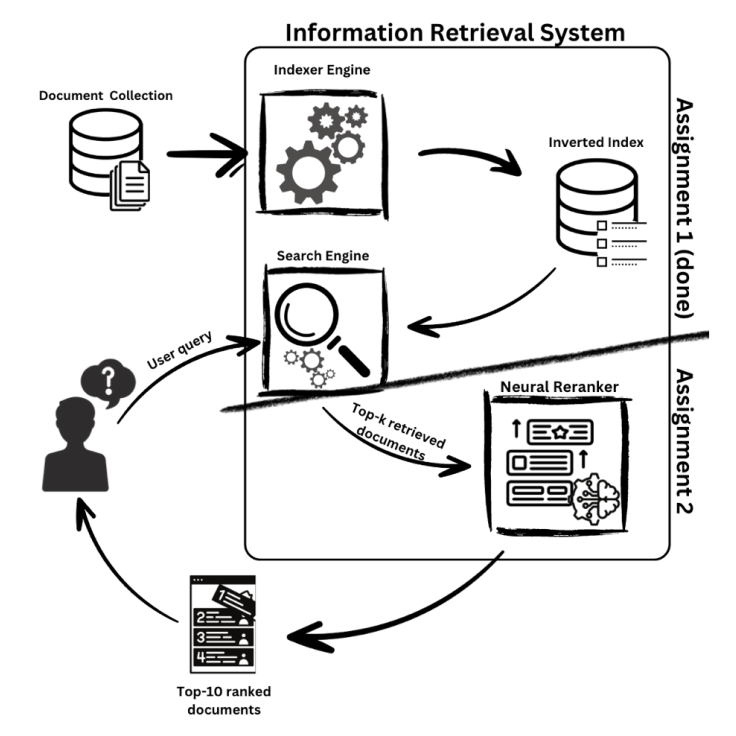 Information Retrieval System
Indexer Engine
Document Collection
Inverted Index
Assignment 1 (done)
Search Engine
User query
?
Neural Reranker
Top-k retrieved
documents
Assignment 2
1
2
3
4
Top-10 ranked
documents